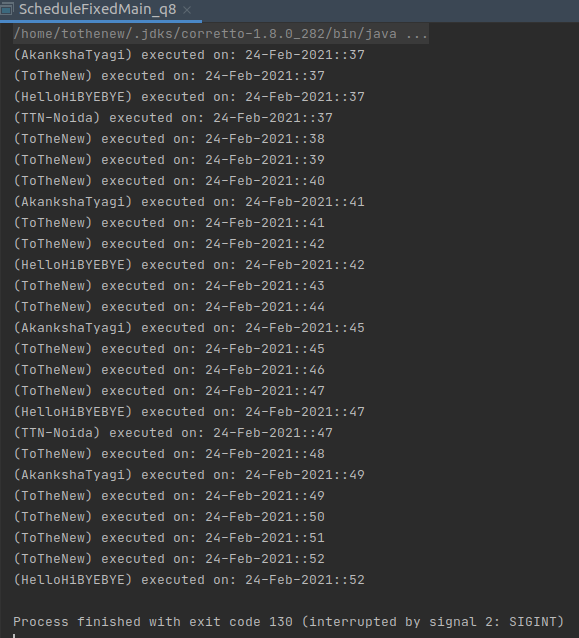 ScheduleFixedMain_q8 ×
/home/tothenew/.jdks/corretto-1.8.0_282/bin/java ...
(AkankshaTyagi) executed on: 24-Feb-2021::37
(ToTheNew) executed on: 24-Feb-2021::37
(HelloHiBYEBYE) executed on: 24-Feb-2021::37
(TTN-Noida) executed on: 24-Feb-2021::37
(ToTheNew) executed on: 24-Feb-2021::38
(ToTheNew) executed on: 24-Feb-2021::39
(ToTheNew) executed on: 24-Feb-2021::40
(AkankshaTyagi) executed on: 24-Feb-2021::41
(ToTheNew) executed on: 24-Feb-2021::41
(ToTheNew) executed on: 24-Feb-2021::42
(HelloHiBYEBYE) executed on: 24-Feb-2021::42
(ToTheNew) executed on: 24-Feb-2021::43
(ToTheNew) executed on: 24-Feb-2021::44
(AkankshaTyagi) executed on: 24-Feb-2021::45
(ToTheNew) executed on: 24-Feb-2021::45
(ToTheNew) executed on: 24-Feb-2021::46
(ToTheNew) executed on: 24-Feb-2021::47
(HelloHiBYEBYE) executed on: 24-Feb-2021::47
(TTN-Noida) executed on: 24-Feb-2021::47
(ToTheNew) executed on: 24-Feb-2021::48
(AkankshaTyagi) executed on: 24-Feb-2021::49
(ToTheNew) executed on: 24-Feb-2021::49
(ToTheNew) executed on: 24-Feb-2021::50
(ToTheNew) executed on: 24-Feb-2021::51
(ToTheNew) executed on: 24-Feb-2021::52
(HelloHiBYEBYE) executed on: 24-Feb-2021::52
Process finished with exit code 130 (interrupted by signal 2: SIGINT)